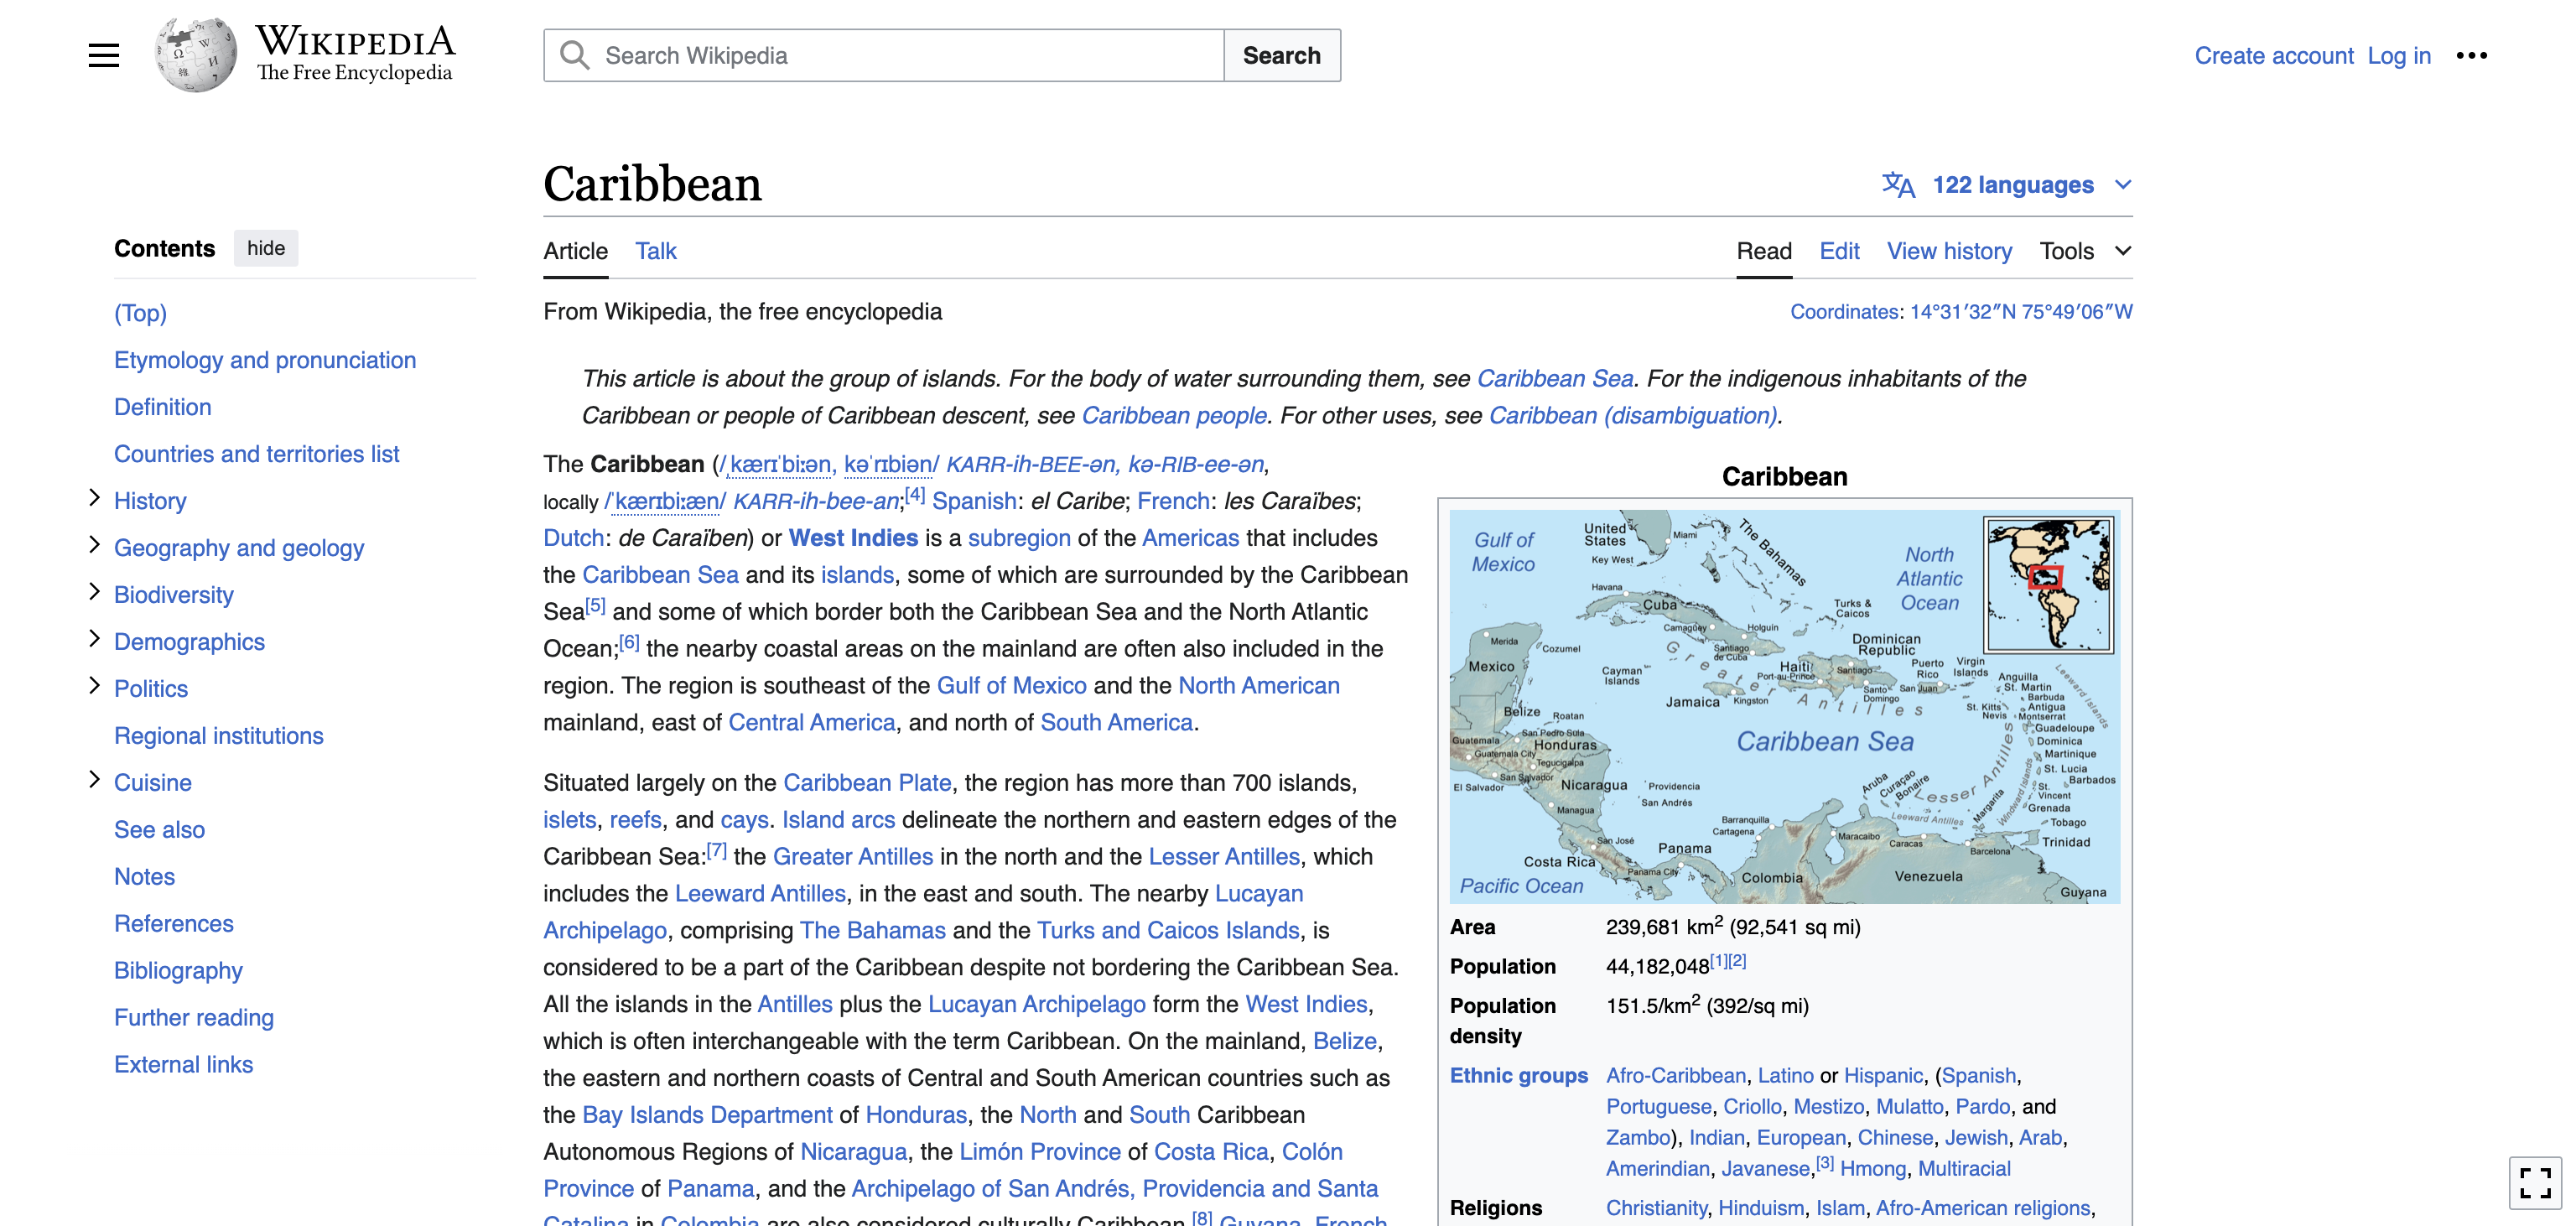 WIKIPEDIA
The Free Encyclopedia
Search Wikipedia
Search
Create account
Log in
Caribbean
122 languages
Contents
hide
(Top)
Etymology and pronunciation
Definition
Countries and territories list
History
Geography and geology
Biodiversity
Demographics
Politics
Regional institutions
Cuisine
See also
Notes
References
Bibliography
Further reading
External links
Article
Talk
Read
Edit
View history
Tools
From Wikipedia, the free encyclopedia
Coordinates: 14°31′32″N 75°49′06″W
This article is about the group of islands. For the body of water surrounding them, see Caribbean Sea. For the indigenous inhabitants of the
Caribbean or people of Caribbean descent, see Caribbean people. For other uses, see Caribbean (disambiguation).
The Caribbean (/ˌkærɪˈbiːən, kəˈrɪbiən/ KARR-ih-BEE-ən, kə-RIB-ee-ən,
locally /ˈkærɪbiːæn/ KARR-ih-bee-an;[4] Spanish: el Caribe; French: les Caraïbes;
Dutch: de Caraïben) or West Indies is a subregion of the Americas that includes
the Caribbean Sea and its islands, some of which are surrounded by the Caribbean
Sea[5] and some of which border both the Caribbean Sea and the North Atlantic
Ocean;[6] the nearby coastal areas on the mainland are often also included in the
region. The region is southeast of the Gulf of Mexico and the North American
mainland, east of Central America, and north of South America.
Situated largely on the Caribbean Plate, the region has more than 700 islands,
islets, reefs, and cays. Island arcs delineate the northern and eastern edges of the
Caribbean Sea:[7] the Greater Antilles in the north and the Lesser Antilles, which
includes the Leeward Antilles, in the east and south. The nearby Lucayan
Archipelago, comprising The Bahamas and the Turks and Caicos Islands, is
considered to be a part of the Caribbean despite not bordering the Caribbean Sea.
All the islands in the Antilles plus the Lucayan Archipelago form the West Indies,
which is often interchangeable with the term Caribbean. On the mainland, Belize,
the eastern and northern coasts of Central and South American countries such as
the Bay Islands Department of Honduras, the North and South Caribbean
Autonomous Regions of Nicaragua, the Limón Province of Costa Rica, Colón
Province of Panama, and the Archipelago of San Andrés, Providencia and Santa
Catalina in Colombia are also considered culturally Caribbean.[8] Guyana, French
Caribbean
Gulf of
Mexico
United
States
Miami
Key West
The Bahamas
North
Atlantic
Ocean
Havana
Cuba
Turks &
Caicos
Camagüey
Holguin
Santiago
de Cuba
Merida
Cozumel
Mexico
Cayman
Islands
Greater Antilles
Haiti
Port-au-Prince
Dominican
Republic
Santiago
Santo
Domingo
Puerto
Rico
San Juan
Virgin
Islands
Anguilla
St. Martin
Barbuda
St. Kitts
Antigua
Nevis
Montserrat
Leeward Islands
Guadeloupe
Dominica
Martinique
St. Lucia
Barbados
St.
Vincent
Grenada
Tobago
Trinidad
Jamaica
Kingston
Belize
Roatan
Caribbean Sea
Guatemala
San Pedro Sula
Honduras
Guatemala City
Tegucigalpa
San Salvador
El Salvador
Nicaragua
Managua
Providencia
San Andrés
Aruba
Curaçao
Bonaire
Lesser Antilles
Windward Islands
Margarita
Leeward Antilles
Barranquilla
Cartagena
Maracaibo
Caracas
Barcelona
San José
Costa Rica
Panama
Panama City
Pacific Ocean
Colombia
Venezuela
Guyana
Area 239,681 km2 (92,541 sq mi)
Population 44,182,048[1][2]
Population
density
151.5/km2 (392/sq mi)
Ethnic groups
Afro-Caribbean, Latino or Hispanic, (Spanish,
Portuguese, Criollo, Mestizo, Mulatto, Pardo, and
Zambo), Indian, European, Chinese, Jewish, Arab,
Amerindian, Javanese,[3] Hmong, Multiracial
Religions Christianity, Hinduism, Islam, Afro-American religions,